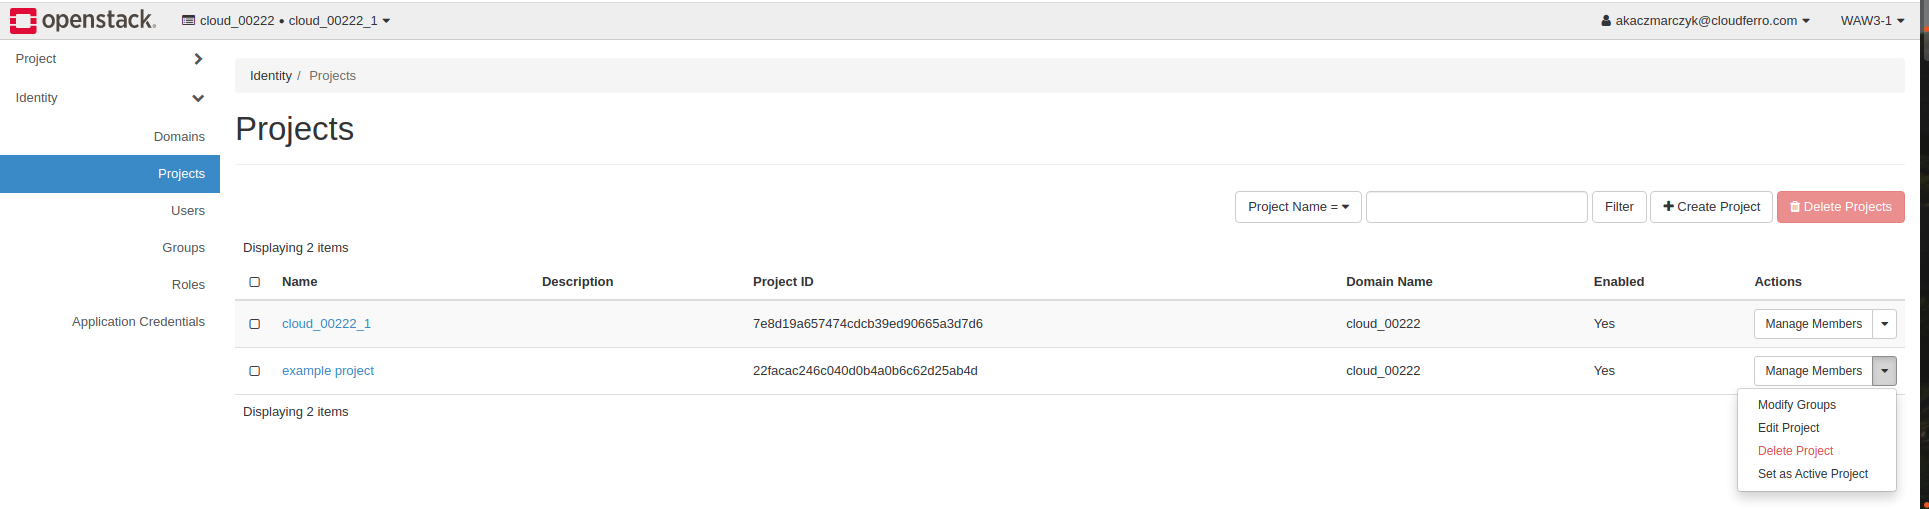 openstack. cloud_00222 • cloud_00222_1 akaczmarczyk@cloudferro.com WAW3-1
Project
Identity
Domains
Projects
Users
Groups
Roles
Application Credentials
Identity / Projects
Projects
Project Name = Filter Create Project Delete Projects
Displaying 2 items
Name Description Project ID Domain Name Enabled Actions
cloud_00222_1 7e8d19a657474cdcb39ed90665a3d7d6 cloud_00222 Yes Manage Members
example project 22facac246c040d0b4a0b6c62d25ab4d cloud_00222 Yes Manage Members
Displaying 2 items
Modify Groups
Edit Project
Delete Project
Set as Active Project